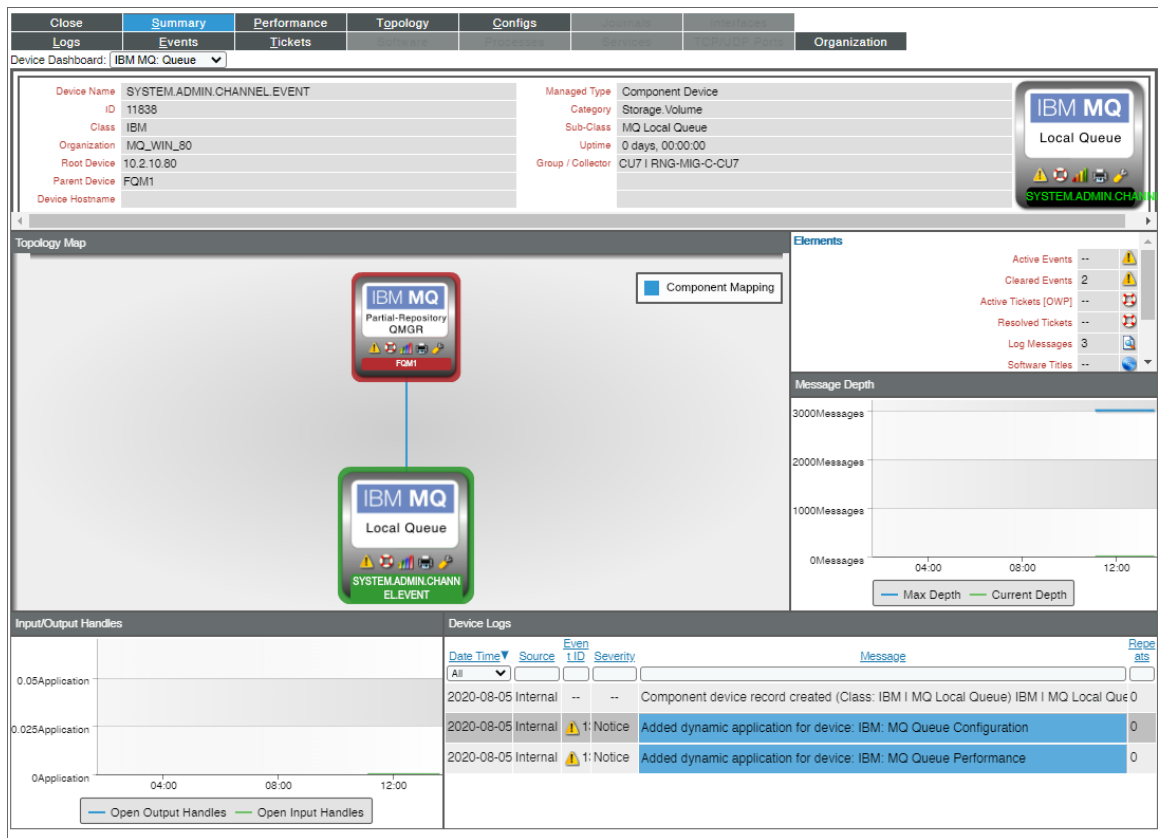 Close Summary Performance Topology Configs Journals Interfaces
Logs Events Tickets Software Processes Services TCP/UDP Ports Organization
Device Dashboard: IBM MQ: Queue
Device Name SYSTEM.ADMIN.CHANNEL.EVENT Managed Type Component Device
ID 11838 Category Storage.Volume
Class IBM Sub-Class MQ Local Queue
Organization MQ_WIN_80 Uptime 0 days, 00:00:00
Root Device 10.2.10.80 Group / Collector CU7 | RNG-MIG-C-CU7
Parent Device FQM1
Device Hostname
IBM MQ
Local Queue
SYSTEM.ADMIN.CHANN
Topology Map
Component Mapping
IBM MQ
Partial-Repository
QMGR
FQM1
IBM MQ
Local Queue
SYSTEM.ADMIN.CHANN
EL.EVENT
Elements
Active Events --
Cleared Events 2
Active Tickets [OWP] --
Resolved Tickets --
Log Messages 3
Software Titles --
Message Depth
3000Messages
2000Messages
1000Messages
0Messages
04:00 08:00 12:00
Max Depth Current Depth
Input/Output Handles
0.05Application
0.025Application
0Application
04:00 08:00 12:00
Open Output Handles Open Input Handles
Device Logs
Date Time Source Even t ID Severity Message Repe ats
All
2020-08-05 Internal -- -- Component device record created (Class: IBM | MQ Local Queue) IBM | MQ Local Que 0
2020-08-05 Internal Notice Added dynamic application for device: IBM: MQ Queue Configuration 0
2020-08-05 Internal Notice Added dynamic application for device: IBM: MQ Queue Performance 0